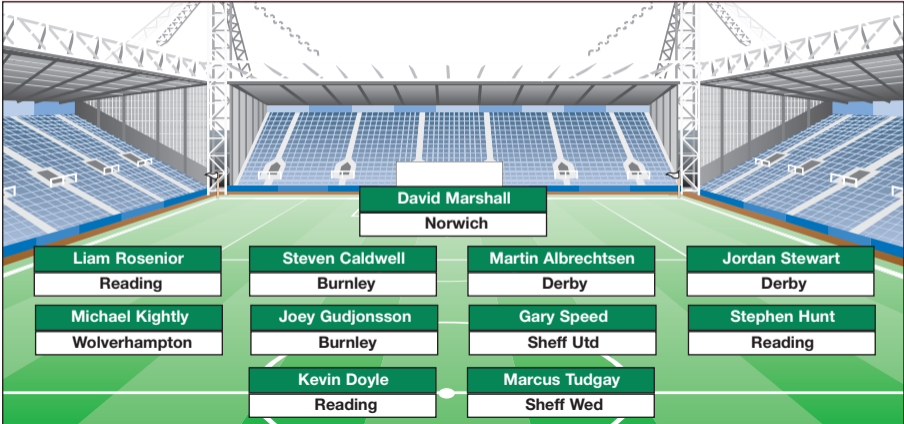 David Marshall
Norwich
Liam Rosenior
Reading
Steven Caldwell
Burnley
Martin Albrechtsen
Derby
Jordan Stewart
Derby
Michael Kightly
Wolverhampton
Joey Gudjonsson
Burnley
Gary Speed
Sheff Utd
Stephen Hunt
Reading
Kevin Doyle
Reading
Marcus Tudgay
Sheff Wed